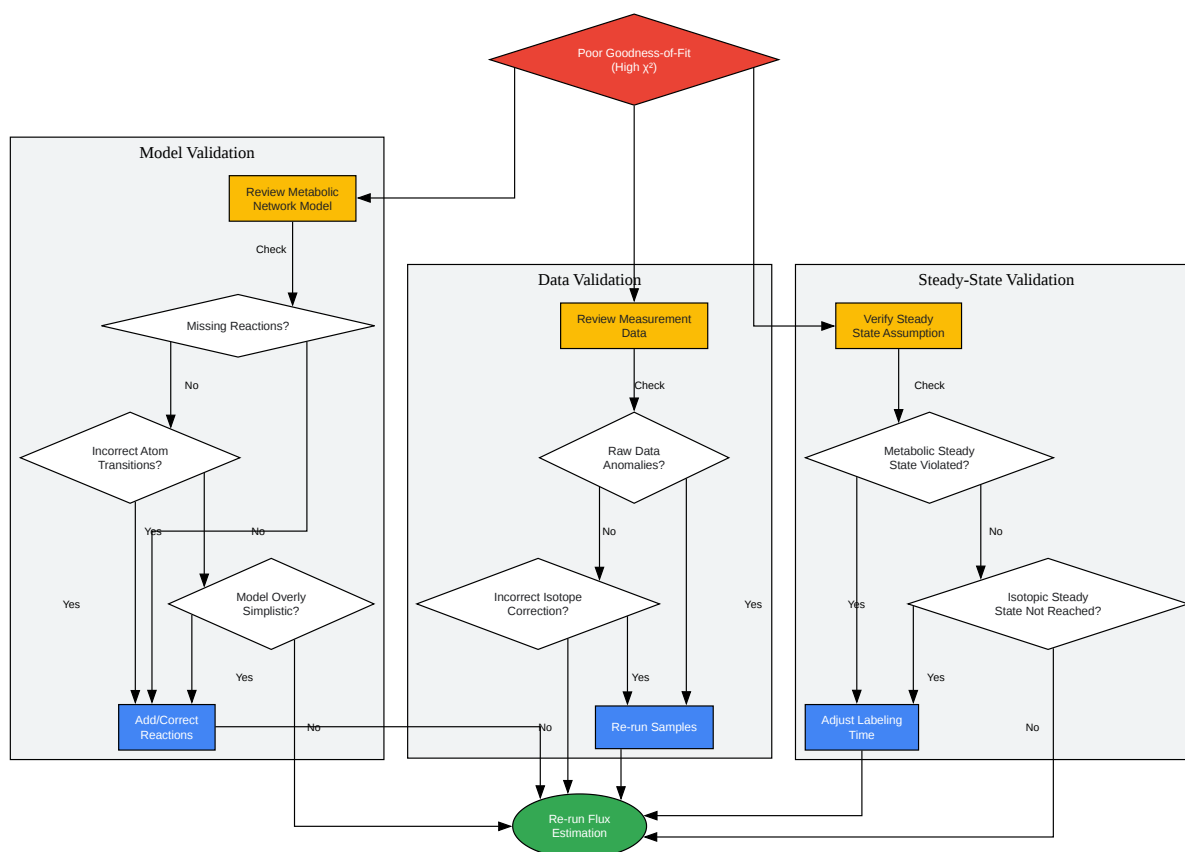 Poor Goodness-of-Fit
(High χ²)
Model Validation
Review Metabolic
Network Model
Check
Missing Reactions?
No
Incorrect Atom
Transitions?
Yes
No
Yes
Model Overly
Simplistic?
Yes
Add/Correct
Reactions
No
Data Validation
Review Measurement
Data
Check
Raw Data
Anomalies?
No
Incorrect Isotope
Correction?
Yes
Yes
Re-run Samples
No
Steady-State Validation
Verify Steady
State Assumption
Check
Metabolic Steady
State Violated?
No
Yes
Isotopic Steady
State Not Reached?
Yes
Adjust Labeling
Time
No
Re-run Flux
Estimation